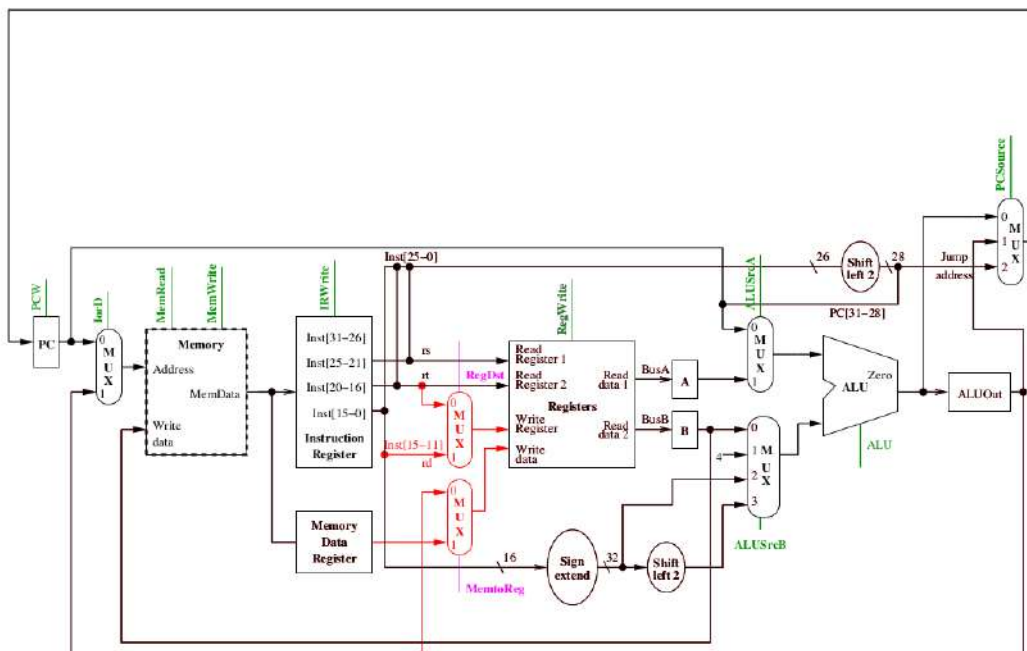 PCSource
0
M
U
X
1
2
Inst[25-0]
26
Shift
left 2
28
Jump
address
PC[31-28]
PCW
PC
IorD
0
M
U
X
1
MemRead
MemWrite
Memory
Address
MemData
Write
data
IRWrite
Inst[31-26]
Inst[25-21]
Inst[20-16]
Inst[15-0]
Instruction
Register
rs
rt
RegDst
0
M
U
X
1
Inst[15-11]
rd
RegWrite
Read
Register 1
Read
Register 2
Registers
Write
Register
Write
data
Read
data 1
Read
data 2
BusA
A
BusB
B
ALUSrcA
0
M
U
X
1
0
4
1
M
U
X
2
3
ALUSrcB
Zero
ALU
ALU
ALUOut
Memory
Data
Register
0
M
U
X
1
MemtoReg
16
Sign
extend
32
Shift
left 2